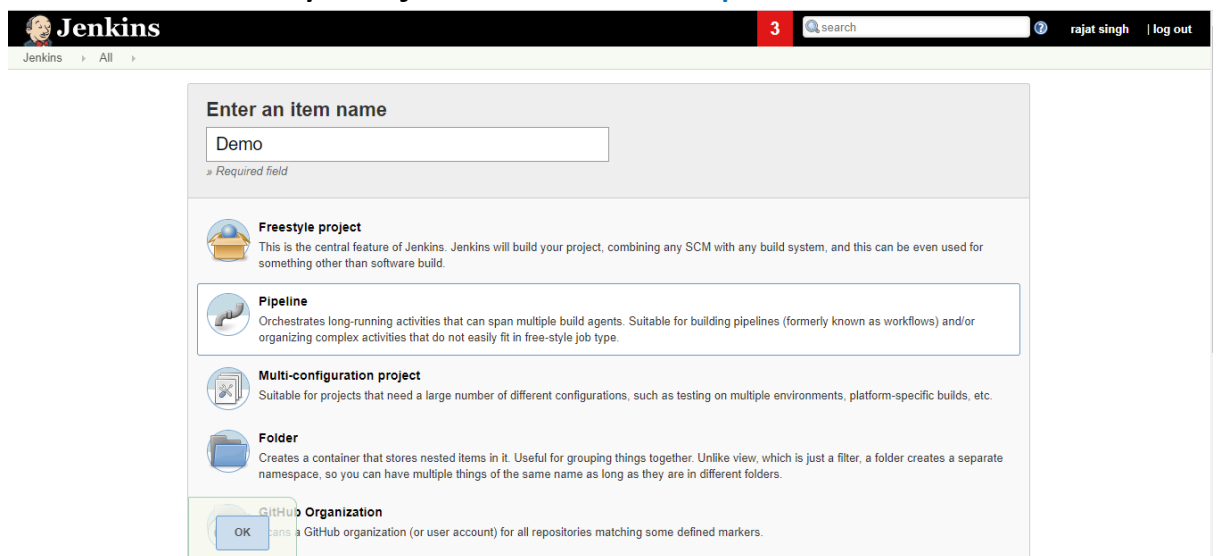 Jenkins
3
search
rajat singh
| log out
Jenkins
All
Enter an item name
Demo
» Required field
Freestyle project
This is the central feature of Jenkins. Jenkins will build your project, combining any SCM with any build system, and this can be even used for
something other than software build.
Pipeline
Orchestrates long-running activities that can span multiple build agents. Suitable for building pipelines (formerly known as workflows) and/or
organizing complex activities that do not easily fit in free-style job type.
Multi-configuration project
Suitable for projects that need a large number of different configurations, such as testing on multiple environments, platform-specific builds, etc.
Folder
Creates a container that stores nested items in it. Useful for grouping things together. Unlike view, which is just a filter, a folder creates a separate
namespace, so you can have multiple things of the same name as long as they are in different folders.
GitHub Organization
OK
a GitHub organization (or user account) for all repositories matching some defined markers.